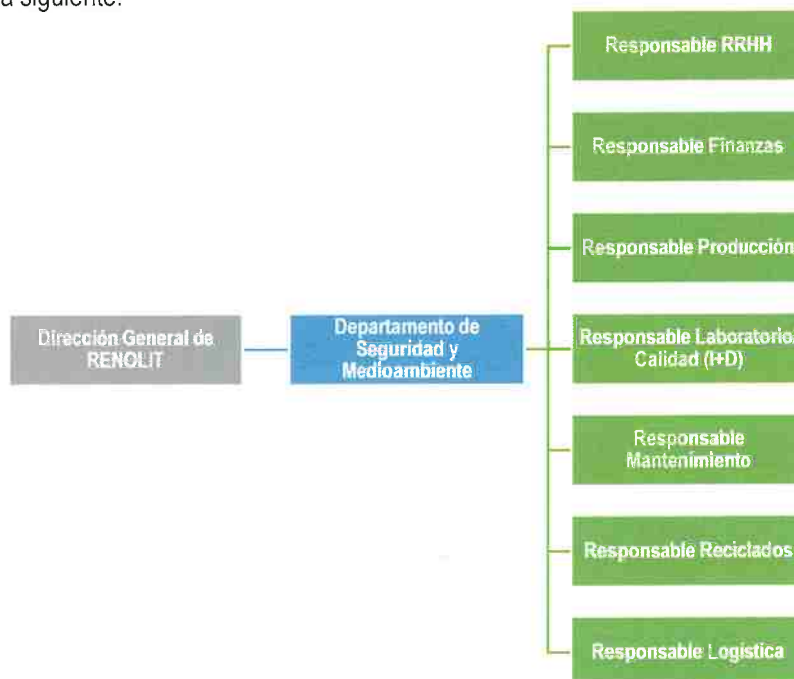 a siguiente:
Responsable RRHH
Responsable Finanzas
Responsable Producción
Dirección General de
RENOLIT
Departamento de
Seguridad y
Medioambiente
Responsable Laboratorio/
Calidad (I+D)
Responsable
Mantenimiento
Responsable Reciclados
Responsable Logística